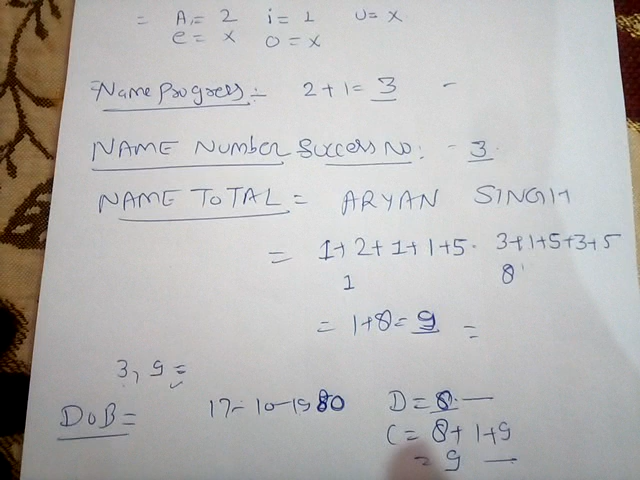 = A = 2 i = 1 u = x
e = x o = x
Name Progress :- 2 + 1 = 3 -
NAME NUMBER SUCCESS NO: - 3.
NAME TOTAL = ARYAN SINGH
= 1+2+1+1+5. 3+1+5+3+5
1 8
= 1+8 = 9 =
3, 9 =
DOB = 17-10-1980 D = 8 —
C = 8+1+9
= 9 —